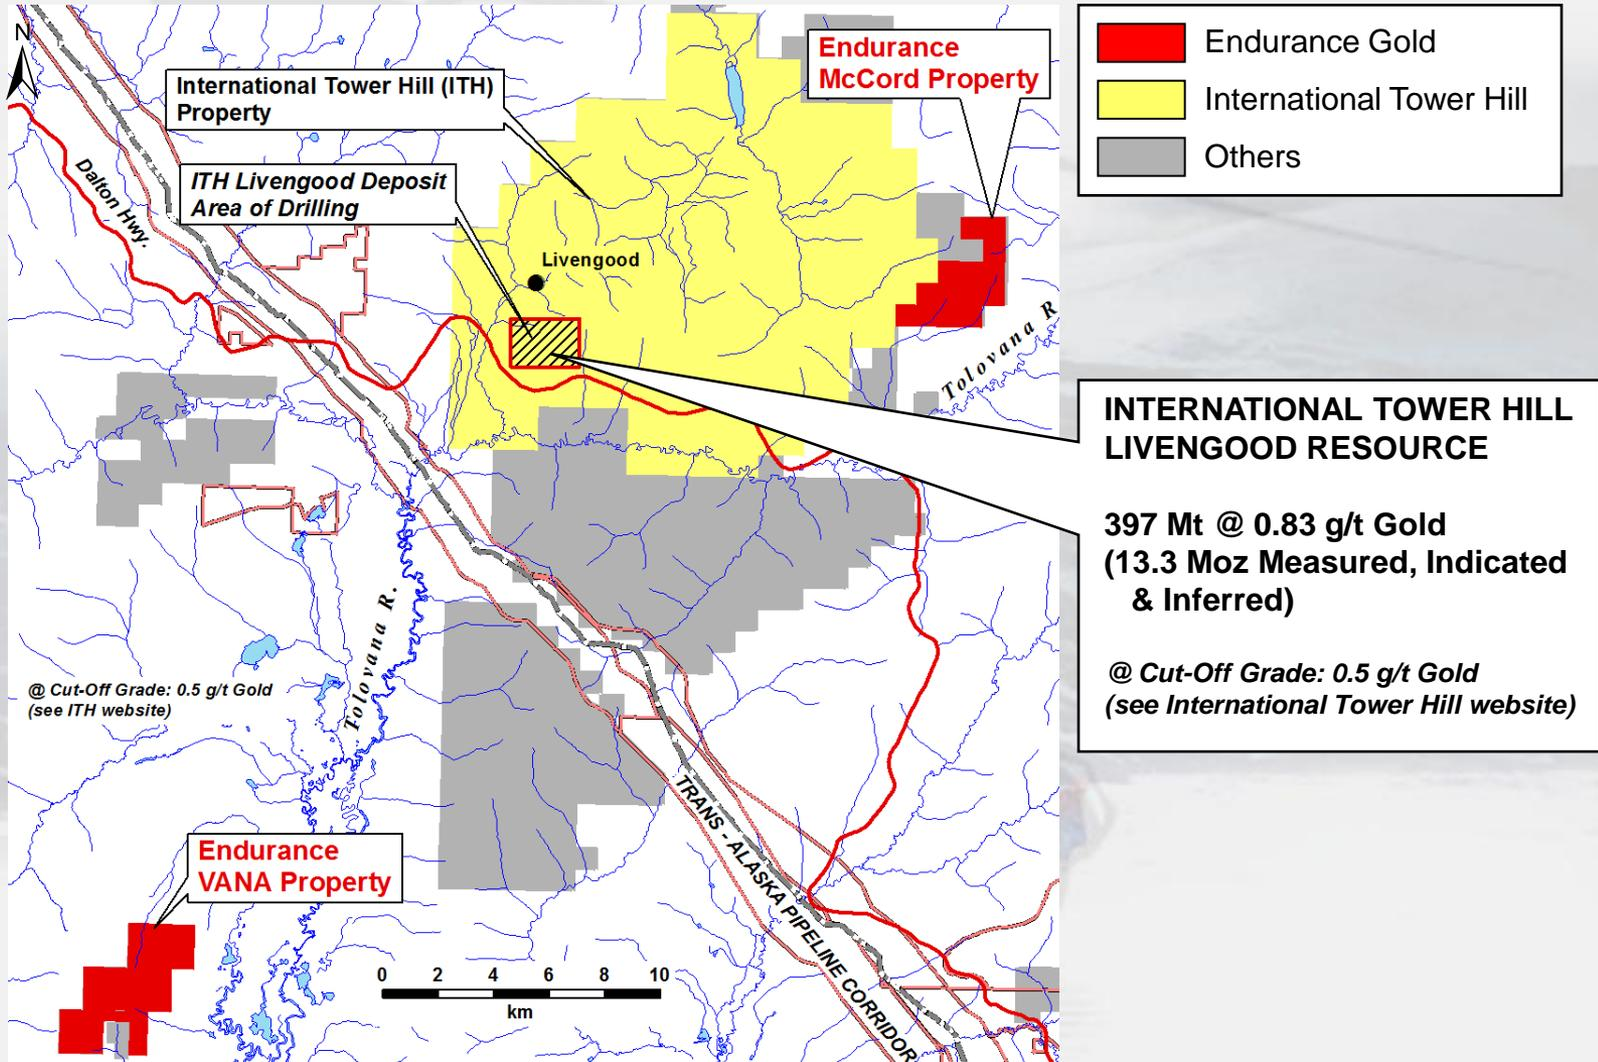 N
International Tower Hill (ITH)
Property
Endurance
McCord Property
Endurance Gold
International Tower Hill
Others
Dalton Hwy.
ITH Livengood Deposit
Area of Drilling
Livengood
Tolovana R
INTERNATIONAL TOWER HILL
LIVENGOOD RESOURCE
397 Mt @ 0.83 g/t Gold
(13.3 Moz Measured, Indicated
& Inferred)
@ Cut-Off Grade: 0.5 g/t Gold
(see International Tower Hill website)
Tolovana R.
@ Cut-Off Grade: 0.5 g/t Gold
(see ITH website)
TRANS - ALASKA PIPELINE CORRIDOR
Endurance
VANA Property
0 2 4 6 8 10
km